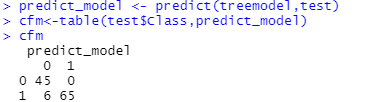 > predict_model <- predict(treemodel,test)
> cfm<-table(test$Class,predict_model)
> cfm
   predict_model
     0  1
  0 45  0
  1  6 65